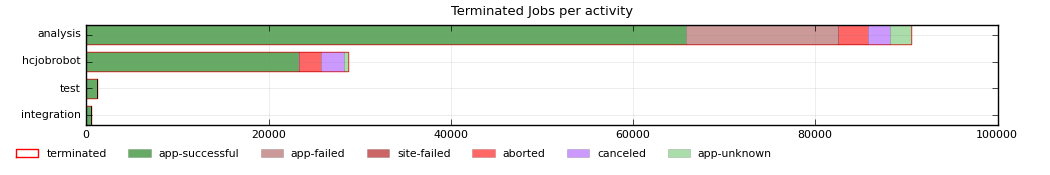 Terminated Jobs per activity
analysis
hcjobrobot
test
integration
0 20000 40000 60000 80000 100000
terminated app-successful app-failed site-failed aborted canceled app-unknown